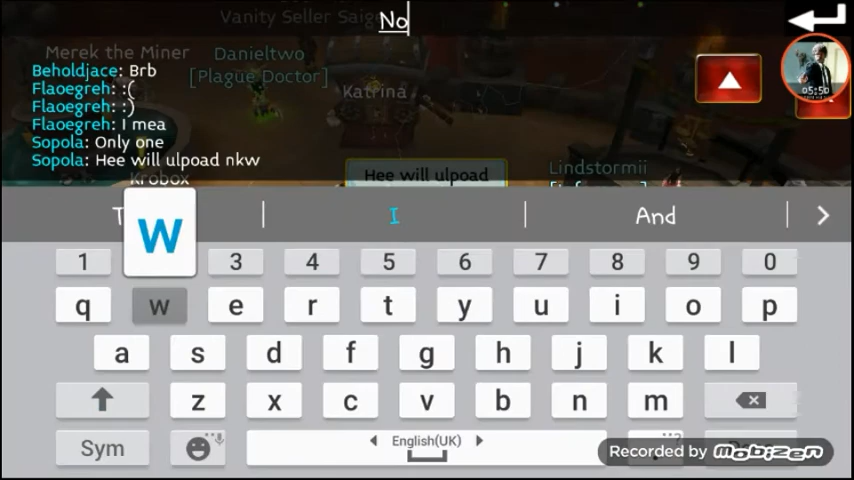 No
Vanity Seller Saige
Merek the Miner
Danieltwo
[Plague Doctor]
Katrina
Beholdjace: Brb
Flaoegreh: :(
Flaoegreh: :)
Flaoegreh: I mea
Sopola: Only one
Sopola: Hee will ulpoad nkw
Krobox
Hee will ulpoad
Lindstormii
05:50
W
I
And
1 3 4 5 6 7 8 9 0
q w e r t y u i o p
a s d f g h j k l
z x c v b n m
Sym
English(UK)
Recorded by mobizen